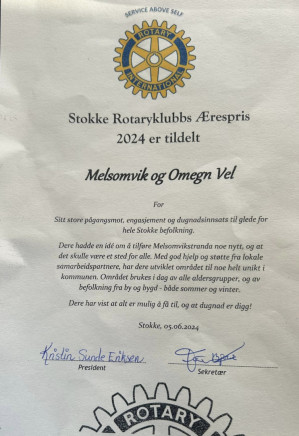 SERVICE ABOVE SELF
ROTARY
INTERNATIONAL
Stokke Rotaryklubbs Ærespris
2024 er tildelt
Melsomvik og Omegn Vel
For
Sitt store pågangsmot, engasjement og dugnadsinnsats til glede for
hele Stokke befolkning.
Dere hadde en idé om å tilføre Melsomvikstranda noe nytt, og at
det skulle være et sted for alle. Med god hjelp og støtte fra lokale
samarbeidspartnere, har dere utviklet området til noe helt unikt i
kommunen. Området brukes i dag av alle aldersgrupper, og av
befolkning fra by og bygd - både sommer og vinter.
Dere har vist at alt er mulig å få til, og at dugnad er digg!
Stokke, 05.06.2024
Kristin Sunde Eriksen
President
Sekretær
ROTARY